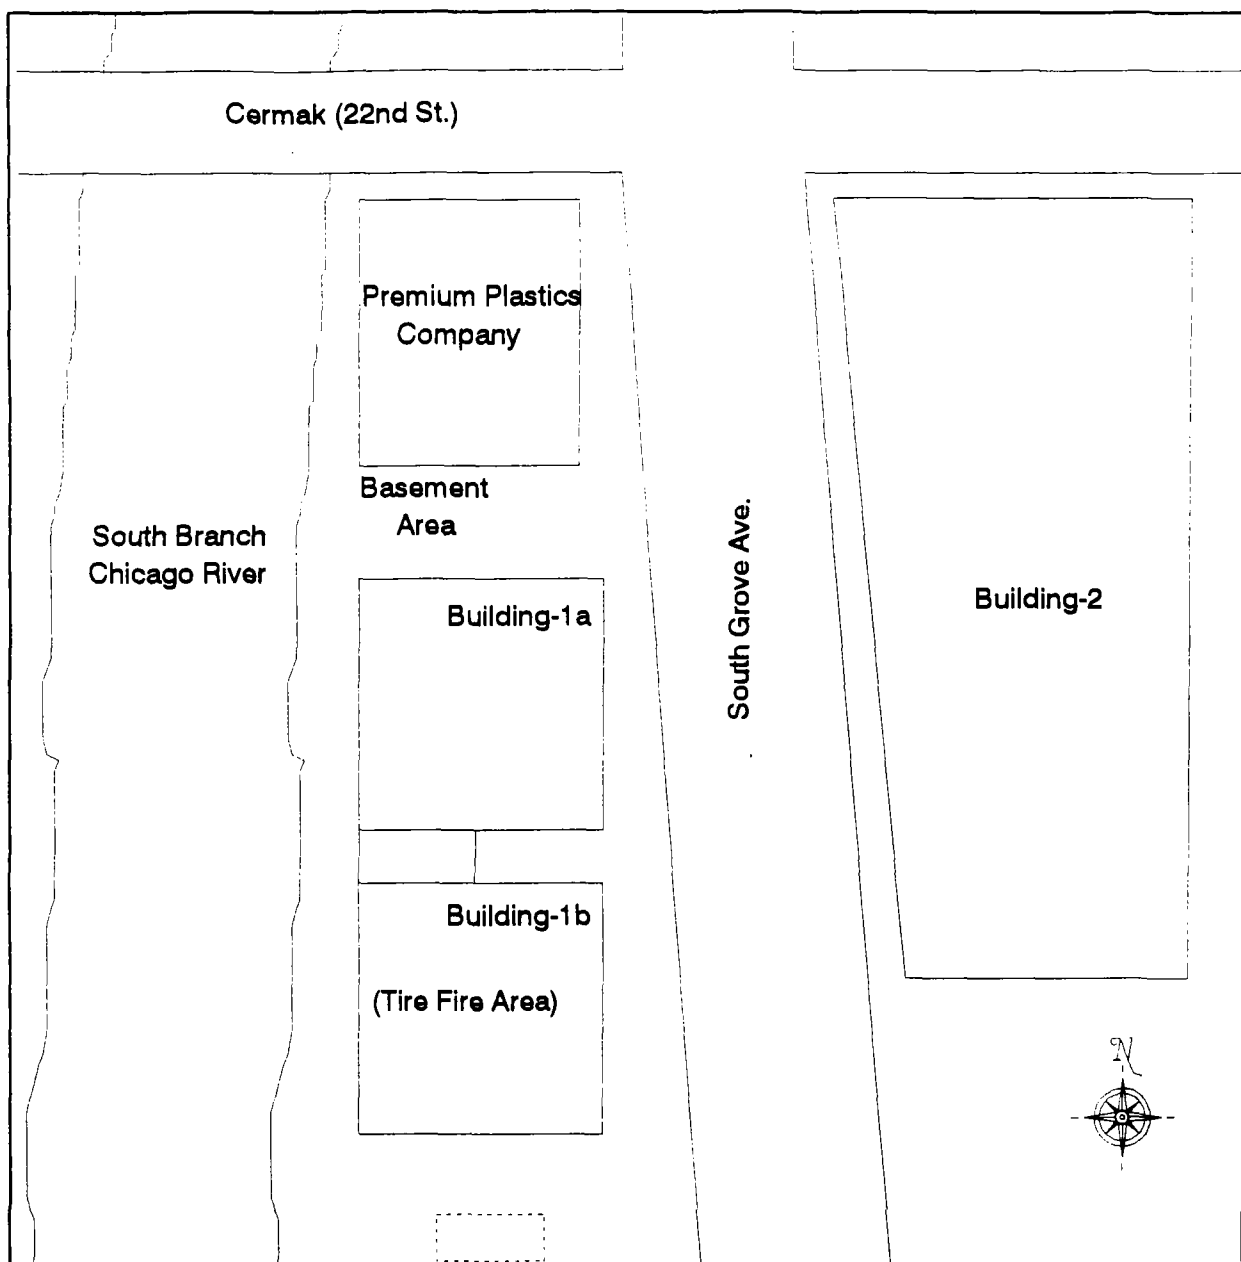 Cermak (22nd St.)
Premium Plastics
Company
Basement
Area
South Branch
Chicago River
South Grove Ave.
Building-1a
Building-2
Building-1b
(Tire Fire Area)
N